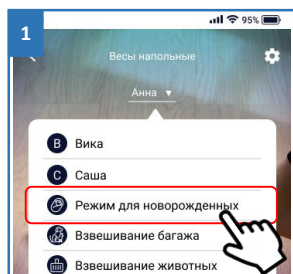 1
95%
Весы напольные
Анна ▼
В Вика
С Саша
Режим для новорожденных
Взвешивание багажа
Взвешивание животных